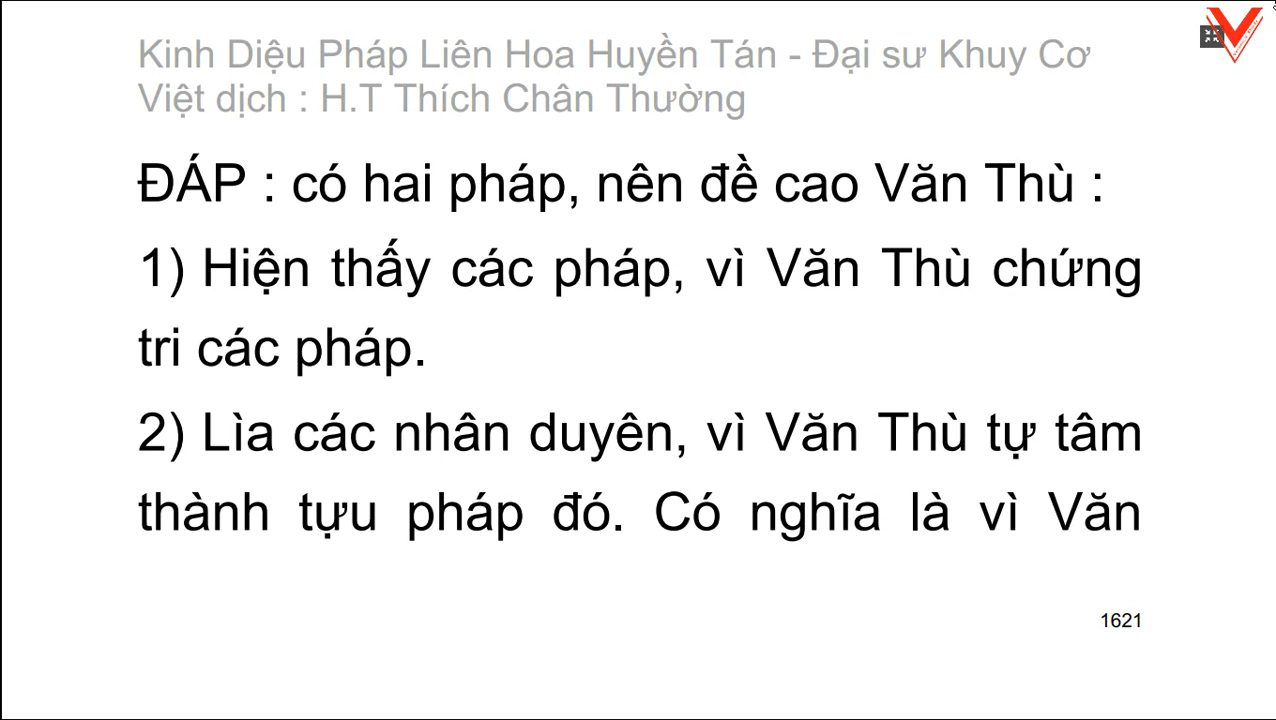 Kinh Diệu Pháp Liên Hoa Huyền Tán - Đại sư Khuy Cơ
Việt dịch : H.T Thích Chân Thường
ĐÁP : có hai pháp, nên đề cao Văn Thù :
1) Hiện thấy các pháp, vì Văn Thù chứng
tri các pháp.
2) Lìa các nhân duyên, vì Văn Thù tự tâm
thành tựu pháp đó. Có nghĩa là vì Văn
1621